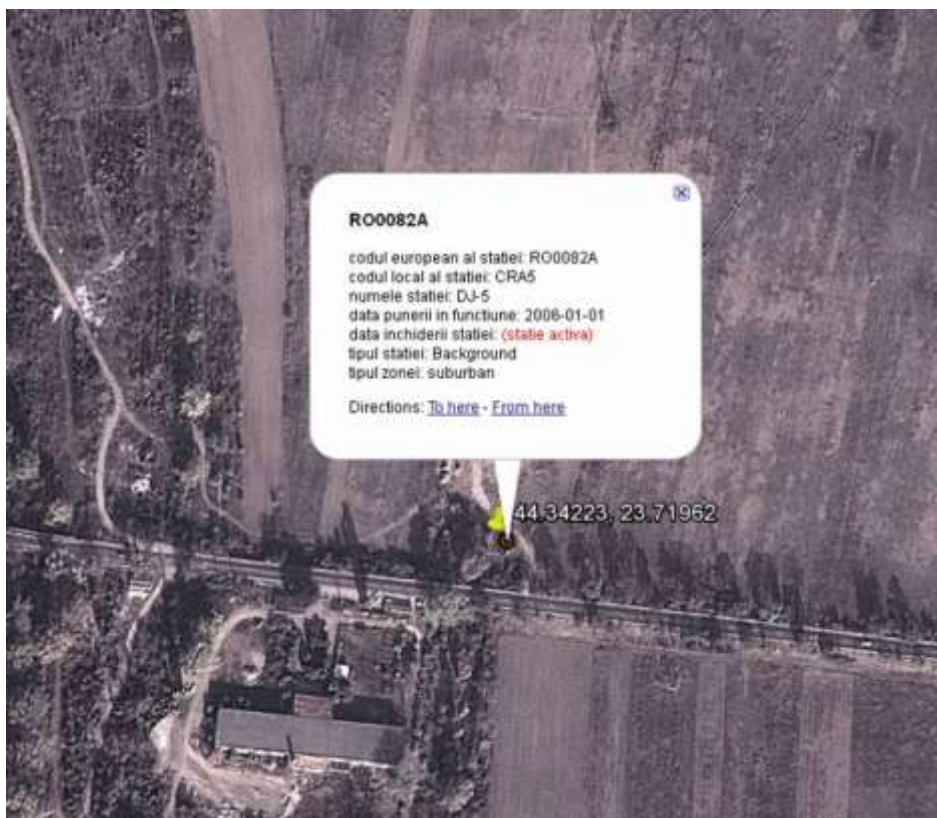 RO0082A
codul european al statiei: RO0082A
codul local al statiei: CRA5
numele statiei: DJ-5
data punerii in functiune: 2006-01-01
data inchiderii statiei: (statie activa)
tipul statiei: Background
tipul zonei: suburban
Directions: To here - From here
44.34223, 23.71962